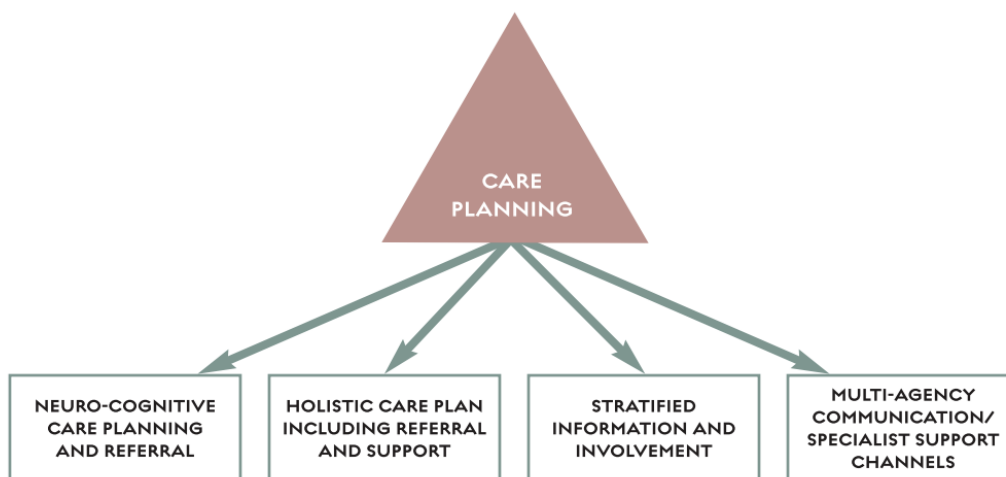 CARE
PLANNING
NEURO-COGNITIVE
CARE PLANNING
AND REFERRAL
HOLISTIC CARE PLAN
INCLUDING REFERRAL
AND SUPPORT
STRATIFIED
INFORMATION AND
INVOLVEMENT
MULTI-AGENCY
COMMUNICATION/
SPECIALIST SUPPORT
CHANNELS